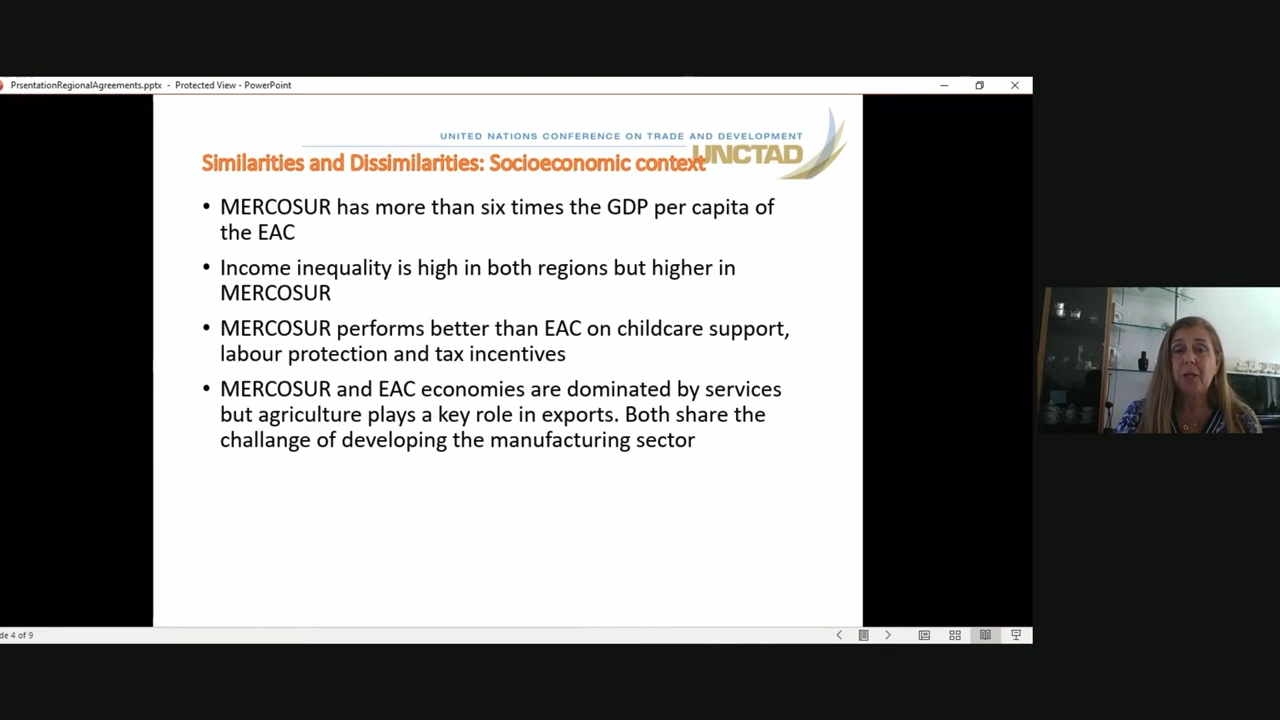 PrsentationRegionalAgreements.pptx - Protected View - PowerPoint
UNITED NATIONS CONFERENCE ON TRADE AND DEVELOPMENT
UNCTAD
Similarities and Dissimilarities: Socioeconomic context
• MERCOSUR has more than six times the GDP per capita of
the EAC
• Income inequality is high in both regions but higher in
MERCOSUR
• MERCOSUR performs better than EAC on childcare support,
labour protection and tax incentives
• MERCOSUR and EAC economies are dominated by services
but agriculture plays a key role in exports. Both share the
challange of developing the manufacturing sector
de 4 of 9